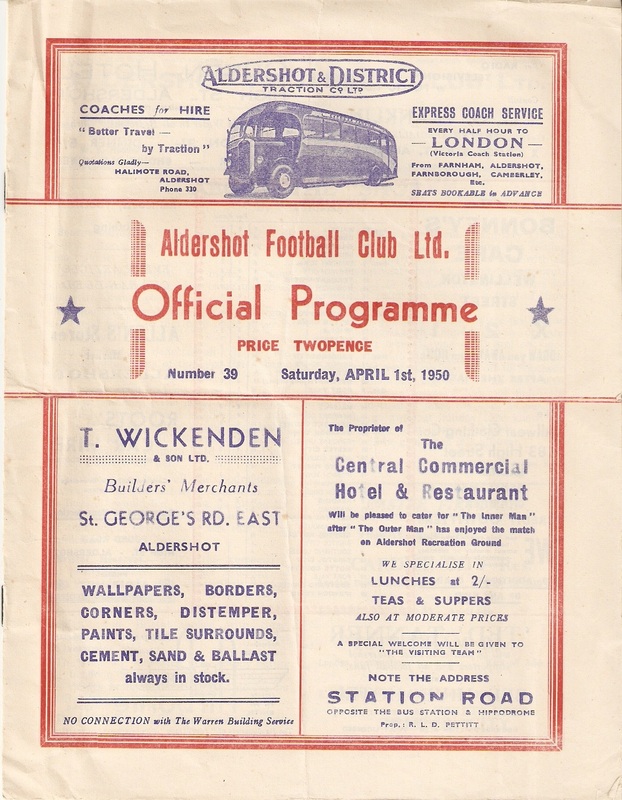 ALDERSHOT & DISTRICT
TRACTION CO LTD
COACHES for HIRE
"Better Travel —
by Traction"
Quotations Gladly—
HALIMOTE ROAD,
ALDERSHOT
Phone 330
EXPRESS COACH SERVICE
EVERY HALF HOUR TO
— LONDON —
(Victoria Coach Station)
From FARNHAM, ALDERSHOT,
FARNBOROUGH, CAMBERLEY,
Etc.
SEATS BOOKABLE in ADVANCE
Aldershot Football Club Ltd.
Official Programme
PRICE TWOPENCE
Number 39 Saturday, APRIL 1st, 1950
T. WICKENDEN
& SON LTD.
Builders' Merchants
St. GEORGE'S RD. EAST
ALDERSHOT
WALLPAPERS, BORDERS,
CORNERS, DISTEMPER,
PAINTS, TILE SURROUNDS,
CEMENT, SAND & BALLAST
always in stock.
NO CONNECTION with The Warren Building Service
The Proprietor of
The
Central Commercial
Hotel & Restaurant
Will be pleased to cater for "The Inner Man"
after "The Outer Man" has enjoyed the match
on Aldershot Recreation Ground
WE SPECIALISE IN
LUNCHES at 2/-
TEAS & SUPPERS
ALSO AT MODERATE PRICES
A SPECIAL WELCOME WILL BE GIVEN TO
"THE VISITING TEAM"
NOTE THE ADDRESS
STATION ROAD
OPPOSITE THE BUS STATION & HIPPODROME
Prop.: R. L. D. PETTITT